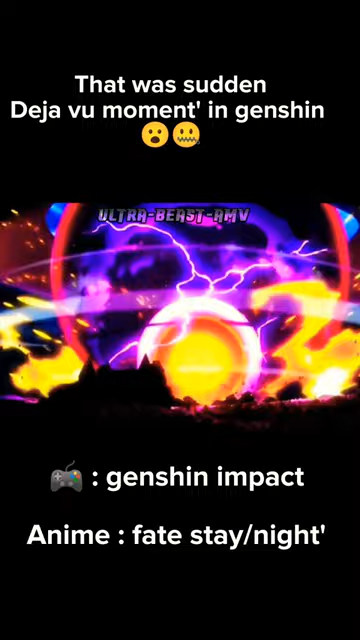 That was sudden
Deja vu moment' in genshin
😮🤐
ULTRA-BEAST-AMV
🎮 : genshin impact
Anime : fate stay/night'